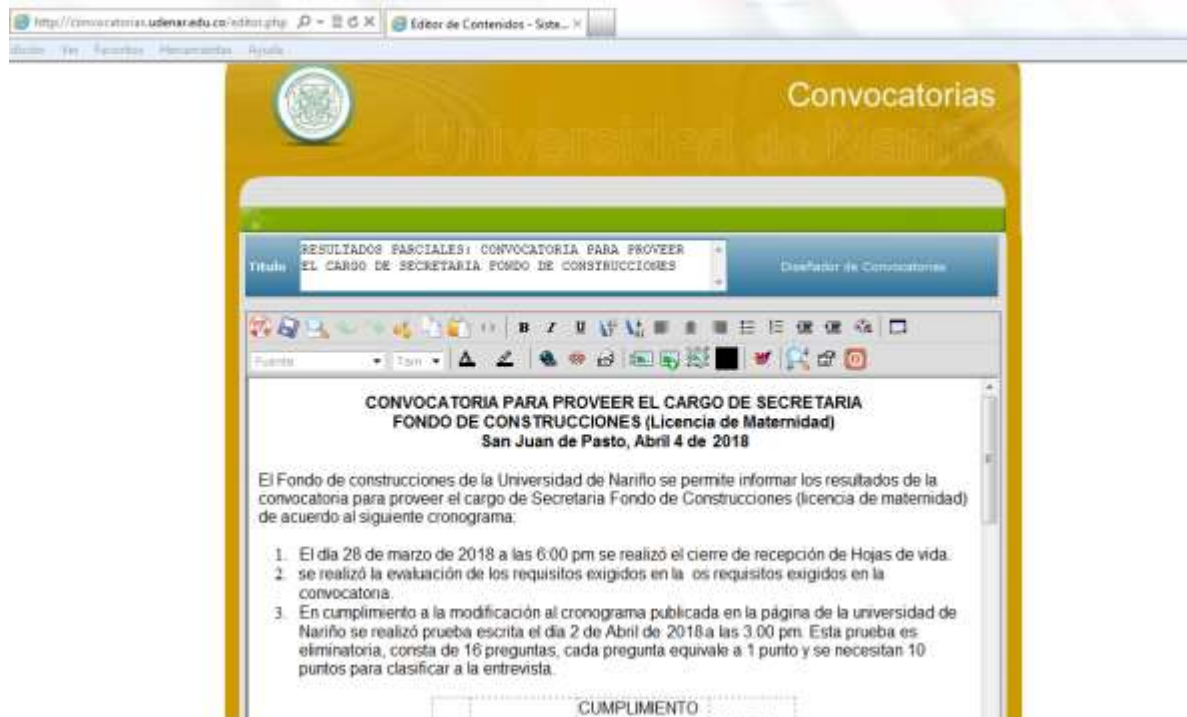 http://convocatorias.udenar.edu.co/editor.php
Editor de Contenidos - Siste...
Ver Favoritos Herramientas Ayuda
Convocatorias
Universidad de Nariño
Titulo
RESULTADOS PARCIALES: CONVOCATORIA PARA PROVEER
EL CARGO DE SECRETARIA FONDO DE CONSTRUCCIONES
Diseñador de Convocatorias
Fuente
Tam
CONVOCATORIA PARA PROVEER EL CARGO DE SECRETARIA
FONDO DE CONSTRUCCIONES (Licencia de Maternidad)
San Juan de Pasto, Abril 4 de 2018
El Fondo de construcciones de la Universidad de Nariño se permite informar los resultados de la
convocatoria para proveer el cargo de Secretaria Fondo de Construcciones (licencia de maternidad)
de acuerdo al siguiente cronograma:
1. El día 28 de marzo de 2018 a las 6:00 pm se realizó el cierre de recepción de Hojas de vida.
2. se realizó la evaluación de los requisitos exigidos en la os requisitos exigidos en la
convocatoria.
3. En cumplimiento a la modificación al cronograma publicada en la página de la universidad de
Nariño se realizó prueba escrita el día 2 de Abril de 2018 a las 3:00 pm. Esta prueba es
eliminatoria, consta de 16 preguntas, cada pregunta equivale a 1 punto y se necesitan 10
puntos para clasificar a la entrevista.
CUMPLIMIENTO